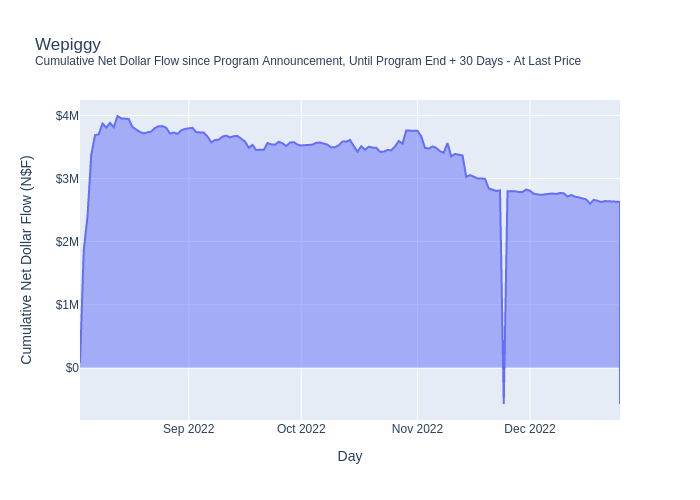 Wepiggy
Cumulative Net Dollar Flow since Program Announcement, Until Program End + 30 Days - At Last Price
Cumulative Net Dollar Flow (N$F)
$4M
$3M
$2M
$1M
$0
Sep 2022
Oct 2022
Nov 2022
Dec 2022
Day